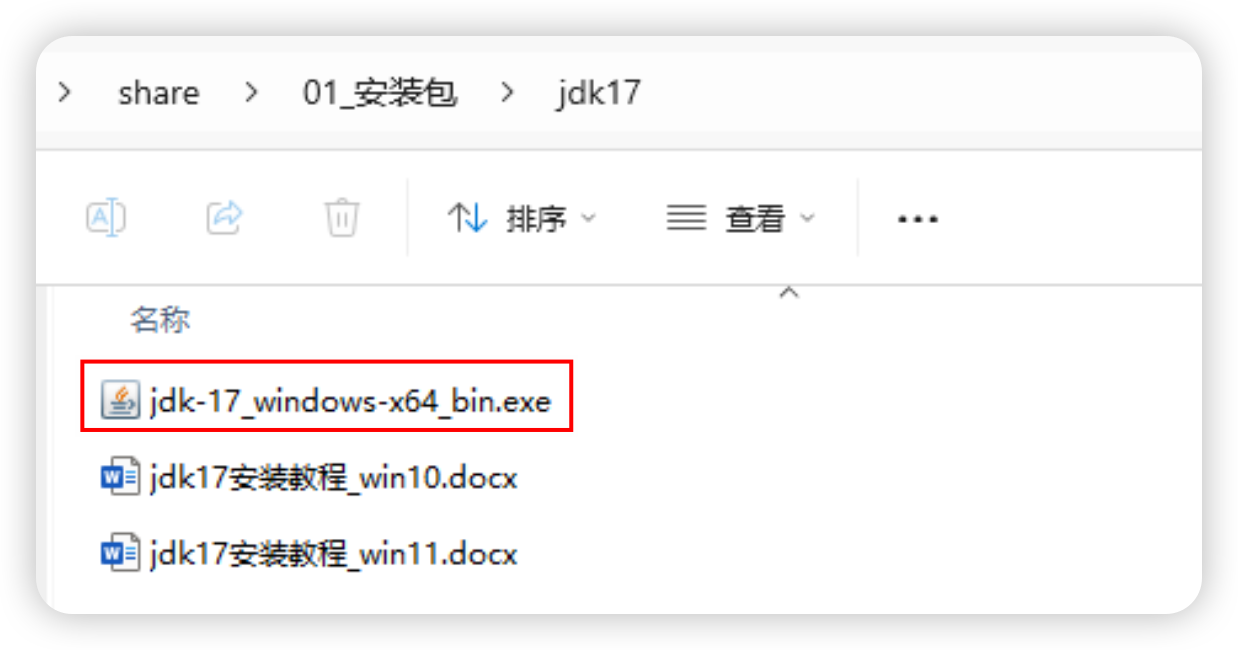 share > 01_安装包 > jdk17
排序 查看
名称
jdk-17_windows-x64_bin.exe
jdk17安装教程_win10.docx
jdk17安装教程_win11.docx